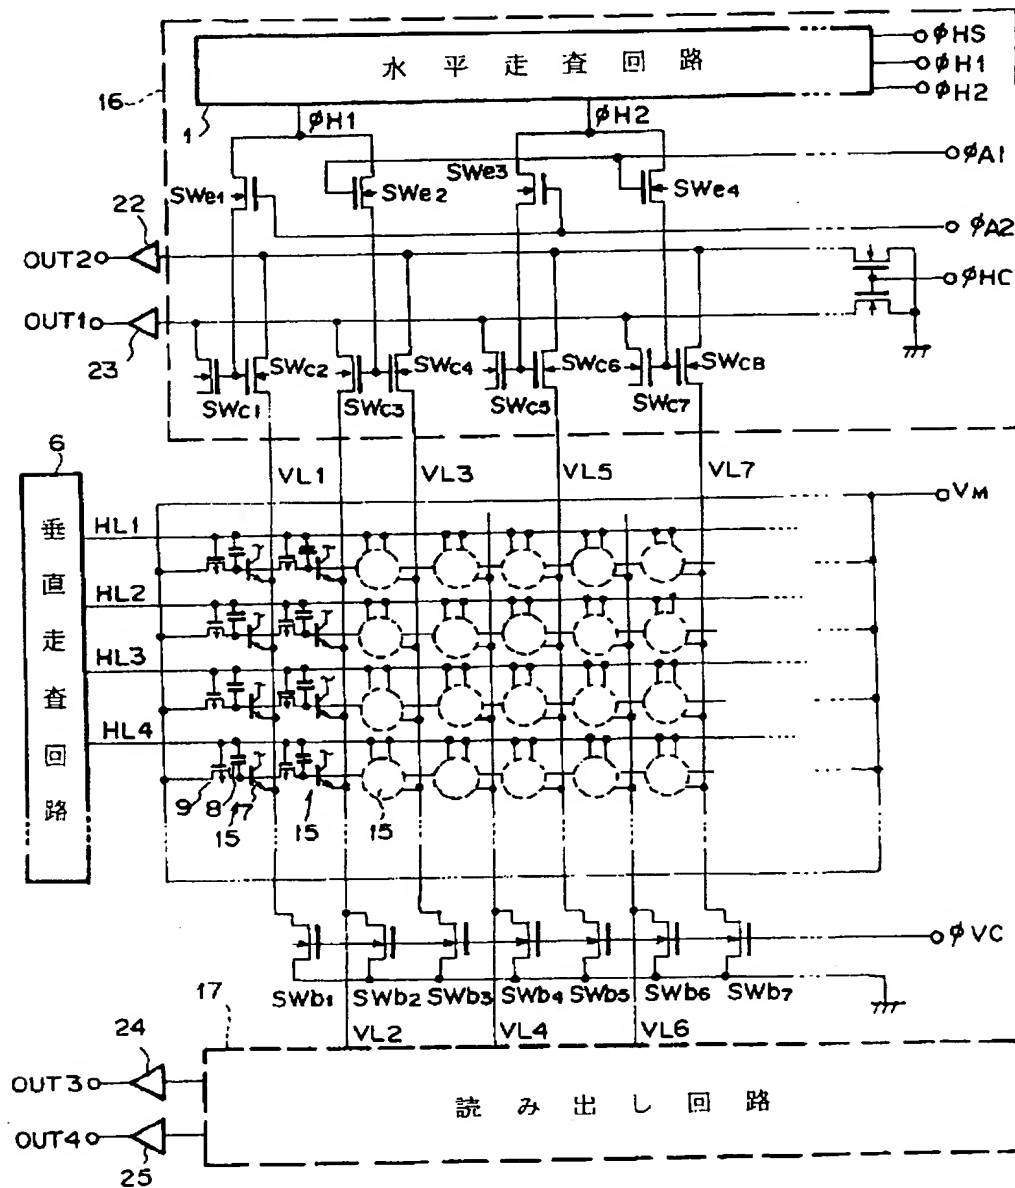 φHS
水平走査回路
φH1
φH2
16
1
φH1
φH2
φA1
SWe1
SWe2
SWe3
SWe4
22
φA2
OUT2
φHC
OUT1
23
SWC2
SWC4
SWC6
SWC8
SWC1
SWC3
SWC5
SWC7
6
VL1
VL3
VL5
VL7
VM
垂直走査回路
HL1
HL2
HL3
HL4
9
8
7
15
15
15
φVC
SWb1
SWb2
SWb3
SWb4
SWb5
SWb6
SWb7
17
VL2
VL4
VL6
24
OUT3
読み出し回路
OUT4
25